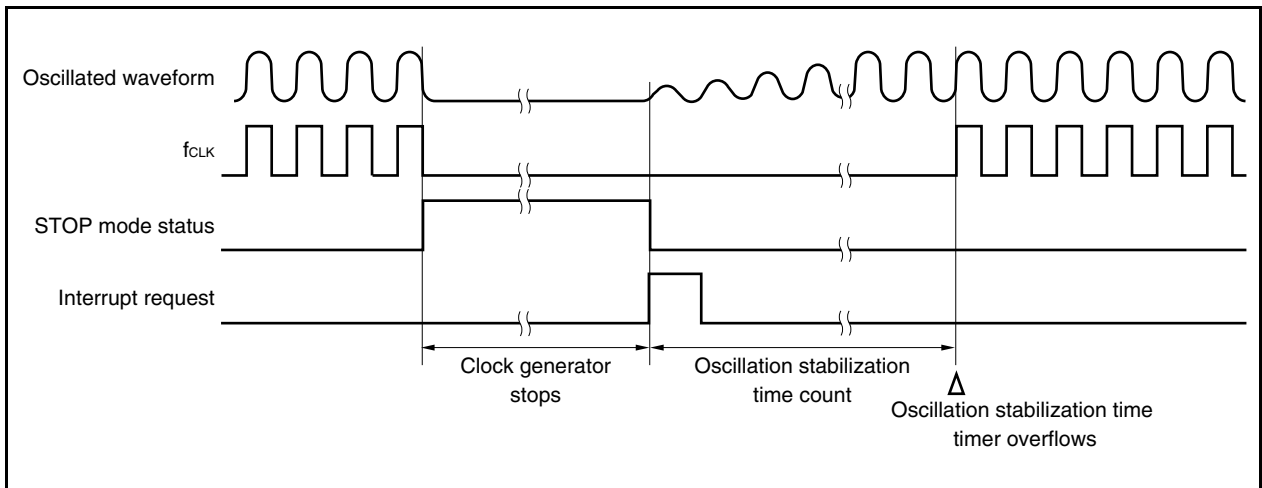 Oscillated waveform
fCLK
STOP mode status
Interrupt request
Clock generator
stops
Oscillation stabilization
time count
Oscillation stabilization time
timer overflows